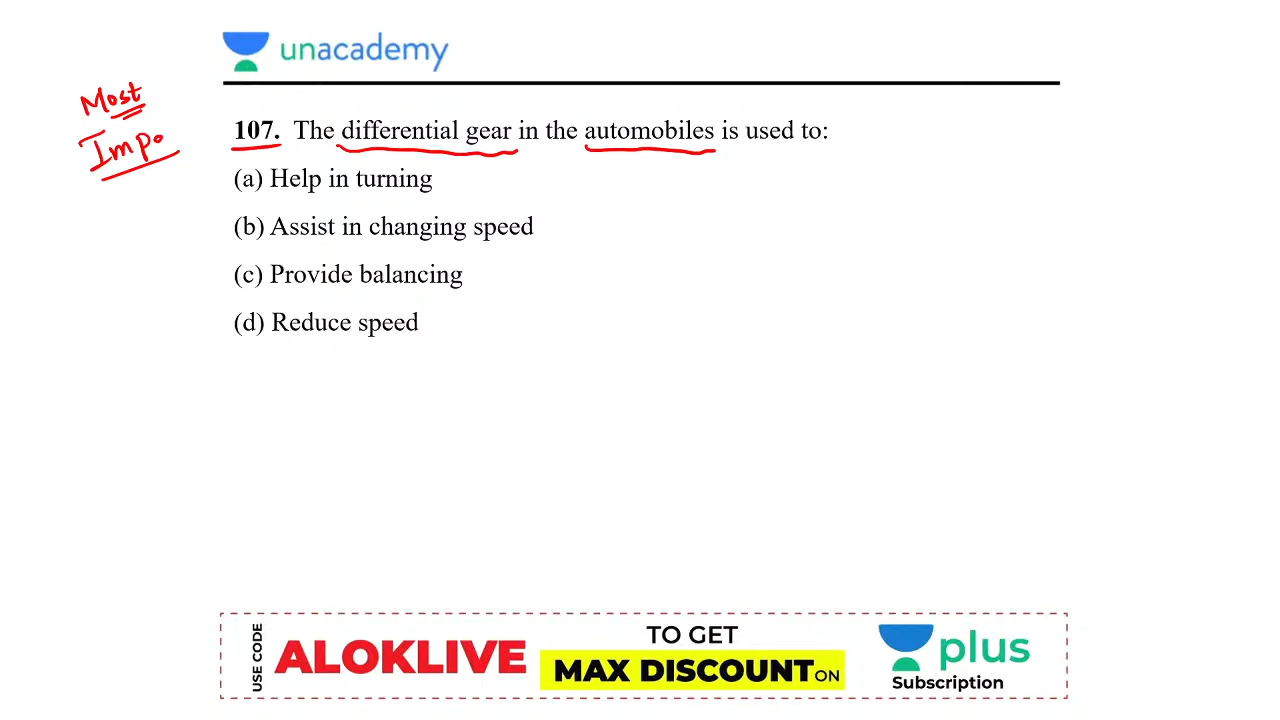 unacademy
Most
Impo
107. The differential gear in the automobiles is used to:
(a) Help in turning
(b) Assist in changing speed
(c) Provide balancing
(d) Reduce speed
USE CODE
ALOKLIVE
TO GET
MAX DISCOUNT ON
plus
Subscription